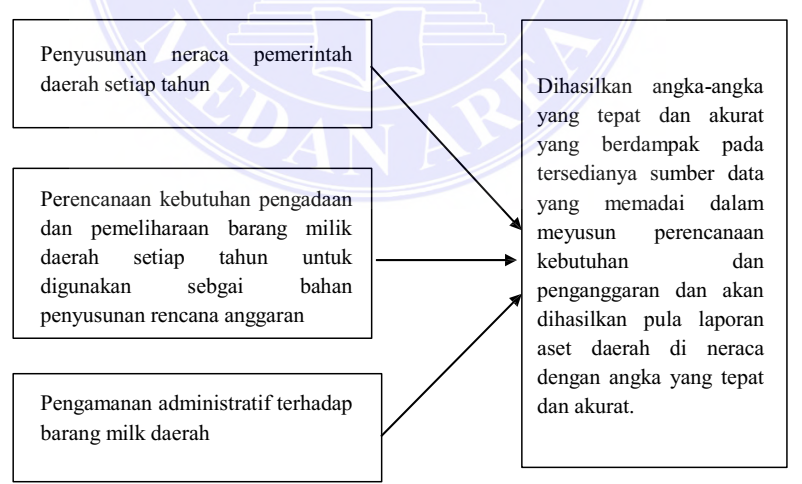 Penyusunan neraca pemerintah
daerah setiap tahun
Perencanaan kebutuhan pengadaan
dan pemeliharaan barang milik
daerah setiap tahun untuk
digunakan sebgai bahan
penyusunan rencana anggaran
Pengamanan administratif terhadap
barang milk daerah
Dihasilkan angka-angka
yang tepat dan akurat
yang berdampak pada
tersedianya sumber data
yang memadai dalam
meyusun perencanaan
kebutuhan dan
penganggaran dan akan
dihasilkan pula laporan
aset daerah di neraca
dengan angka yang tepat
dan akurat.
MEDAN AREA